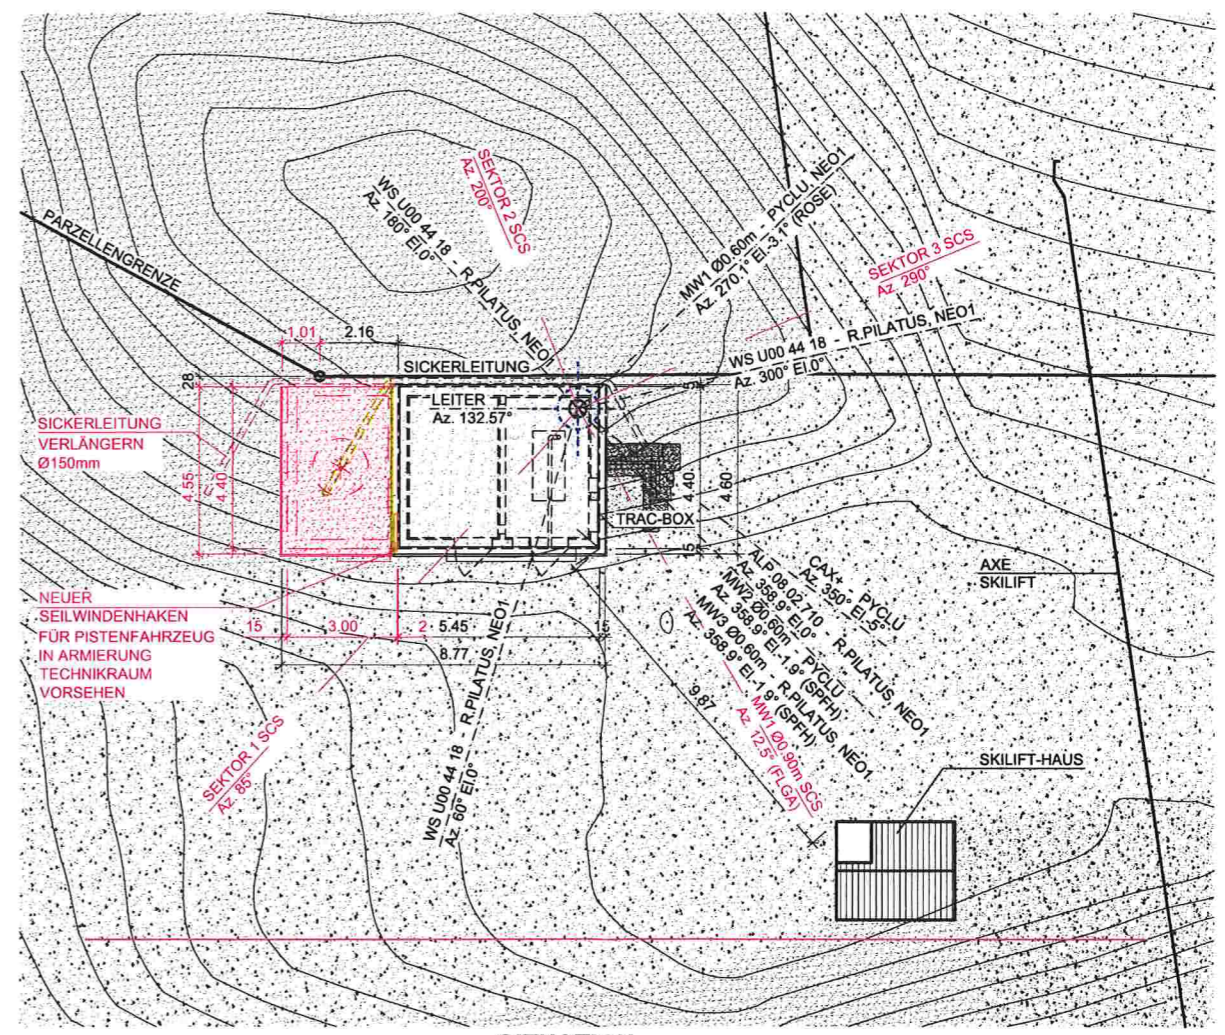 SEKTOR 2 SCS
Az. 200°
WS U00 44 18 - R.PILATUS, NEO1
Az. 180° El.0°
MW1 Ø0.60m - PYCLU, NEO1
Az. 270.1° El.-3.1° (ROSE)
SEKTOR 3 SCS
Az. 290°
WS U00 44 18 - R.PILATUS, NEO1
Az. 300° El.0°
PARZELLENGRENZE
1.01
2.16
SICKERLEITUNG
28
LEITER
Az. 132.57°
5
SICKERLEITUNG
VERLÄNGERN
Ø150mm
4.55
4.40
4.40
4.60
TRAC-BOX
15
AXE
SKILIFT
CAX+ PYCLU
Az. 350° El.-5°
ALP 08.02.710 R.PILATUS, NEO1
Az. 358.9° El.0°
MW2 Ø0.60m PYCLU
Az. 358.9° El.-1.9° (SPFH)
MW3 Ø0.60m R.PILATUS, NEO1
Az. 358.9° El.-1.9° (SPFH)
MW1 Ø0.90m SCS
Az. 12.5° (FLGA)
NEUER
SEILWINDENHAKEN
FÜR PISTENFAHRZEUG
IN ARMIERUNG
TECHNIKRAUM
VORSEHEN
15
3.00
2
5.45
15
8.77
9.87
SEKTOR 1 SCS
Az. 85°
WS U00 44 18 - R.PILATUS, NEO1
Az. 60° El.0°
SKILIFT-HAUS